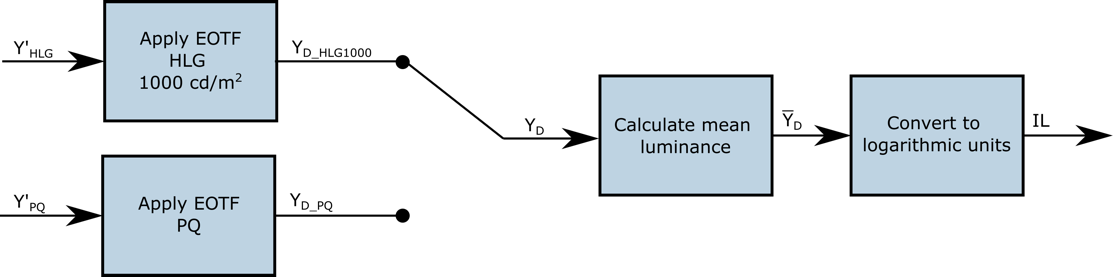 Y'HLG
Apply EOTF
HLG
1000 cd/m²
YD_HLG1000
YD
Calculate mean
luminance
Y̅D
Convert to
logarithmic units
IL
Y'PQ
Apply EOTF
PQ
YD_PQ